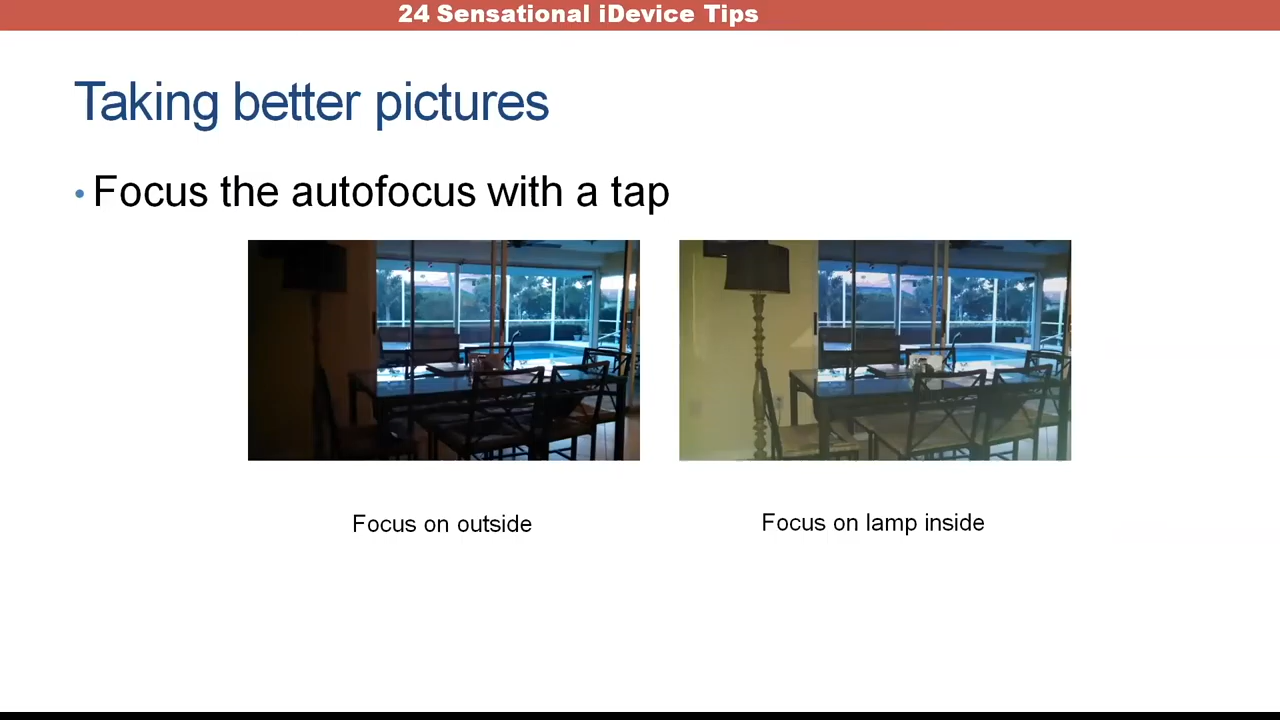 24 Sensational iDevice Tips
Taking better pictures
• Focus the autofocus with a tap
Focus on outside
Focus on lamp inside